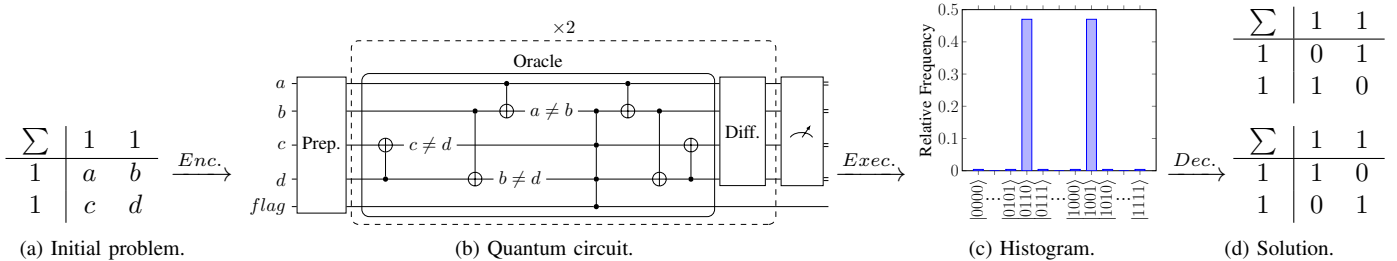 ∑ 1 1
1 a b
1 c d
(a) Initial problem.
Enc.
×2
Oracle
a
b
c
d
flag
Prep.
a ≠ b
c ≠ d
b ≠ d
Diff.
(b) Quantum circuit.
Exec.
Relative Frequency
0.5
0.4
0.3
0.2
0.1
0
|0000⟩ ... |0101⟩ |0110⟩ |0111⟩ ... |1000⟩ |1001⟩ |1010⟩ ... |1111⟩
(c) Histogram.
Dec.
∑ 1 1
1 0 1
1 1 0
∑ 1 1
1 1 0
1 0 1
(d) Solution.